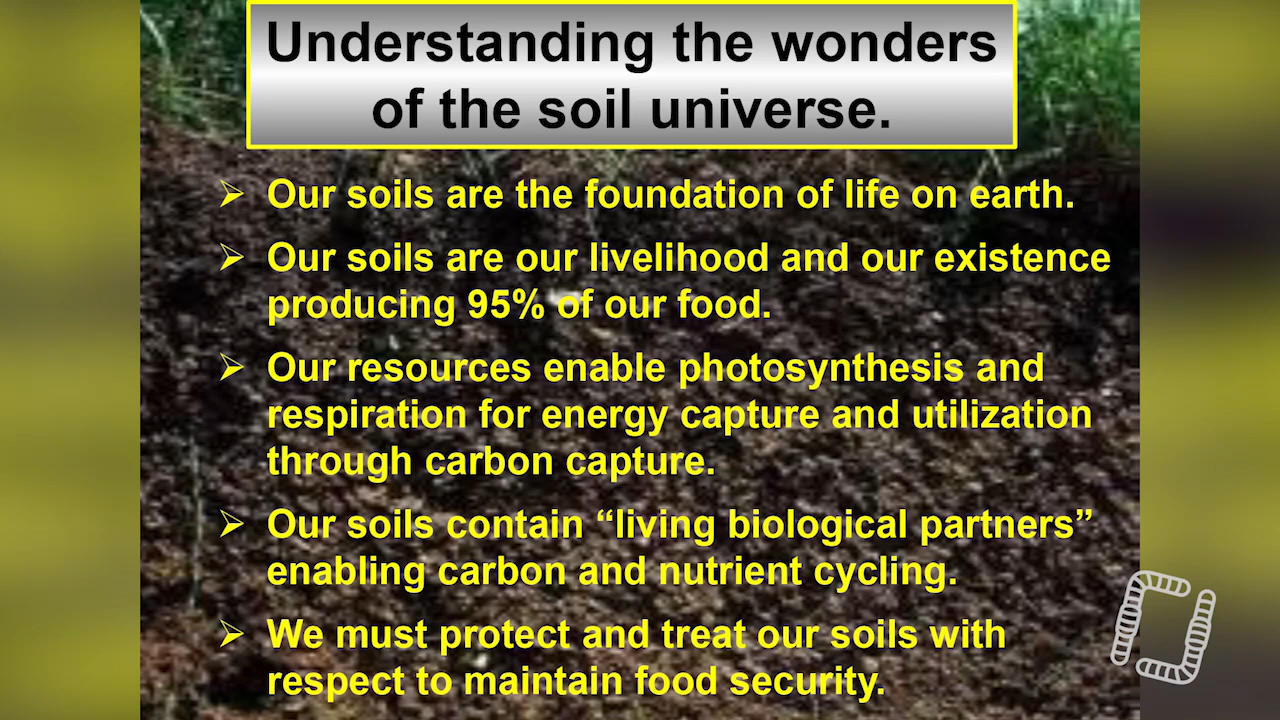 Understanding the wonders
of the soil universe.
➢ Our soils are the foundation of life on earth.
➢ Our soils are our livelihood and our existence
producing 95% of our food.
➢ Our resources enable photosynthesis and
respiration for energy capture and utilization
through carbon capture.
➢ Our soils contain “living biological partners”
enabling carbon and nutrient cycling.
➢ We must protect and treat our soils with
respect to maintain food security.